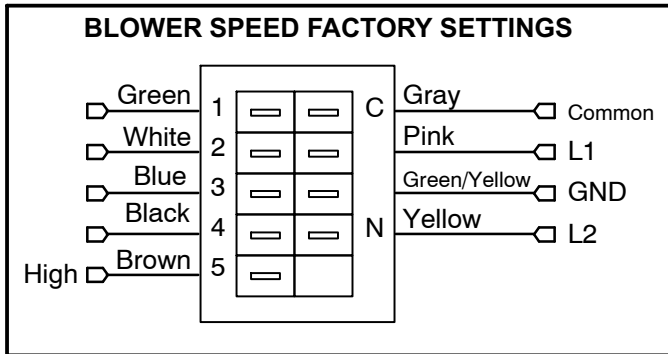 BLOWER SPEED FACTORY SETTINGS
Green 1 C Gray Common
White 2 Pink L1
Blue 3 Green/Yellow GND
Black 4 N Yellow L2
High Brown 5